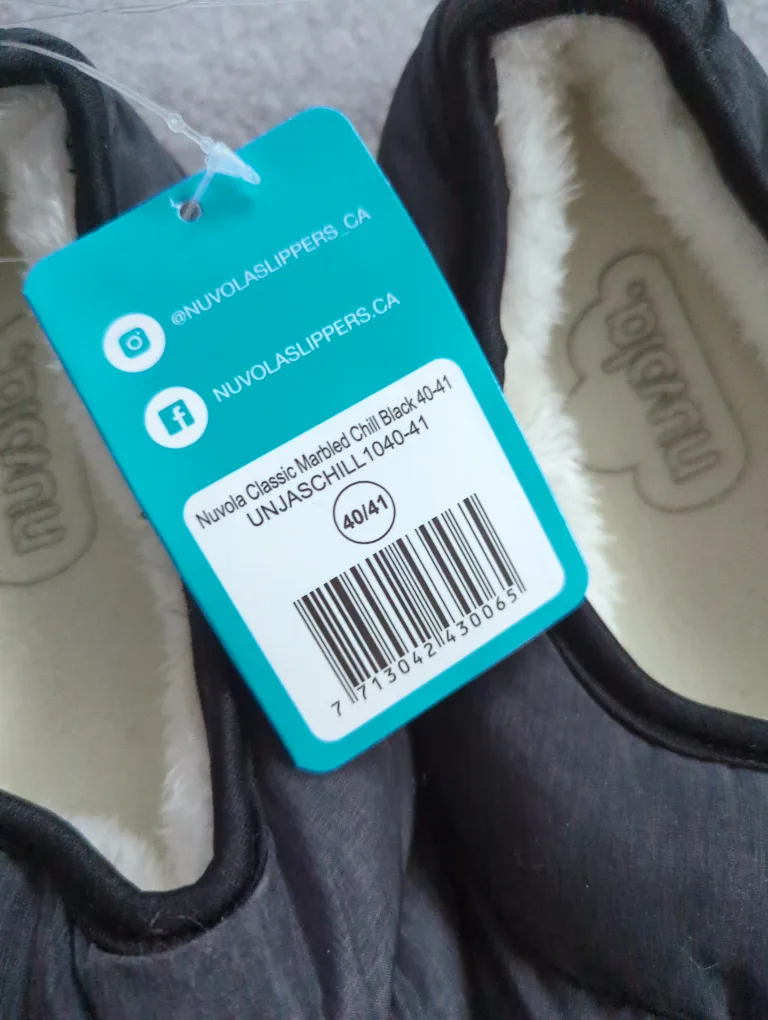 @NUVOLASLIPPERS_CA
NUVOLASLIPPERS.CA
Nuvola Classic Marbled Chill Black 40-41
UNJASCHILL1040-41
40/41
7 713042 430065
nuvola
nuvola